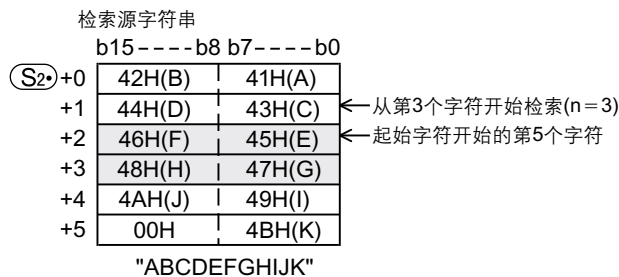 检索源字符串
b15----b8 b7----b0
S2• +0 42H(B) 41H(A)
+1 44H(D) 43H(C) 从第3个字符开始检索(n=3)
+2 46H(F) 45H(E) 起始字符开始的第5个字符
+3 48H(H) 47H(G)
+4 4AH(J) 49H(I)
+5 00H 4BH(K)
"ABCDEFGHIJK"